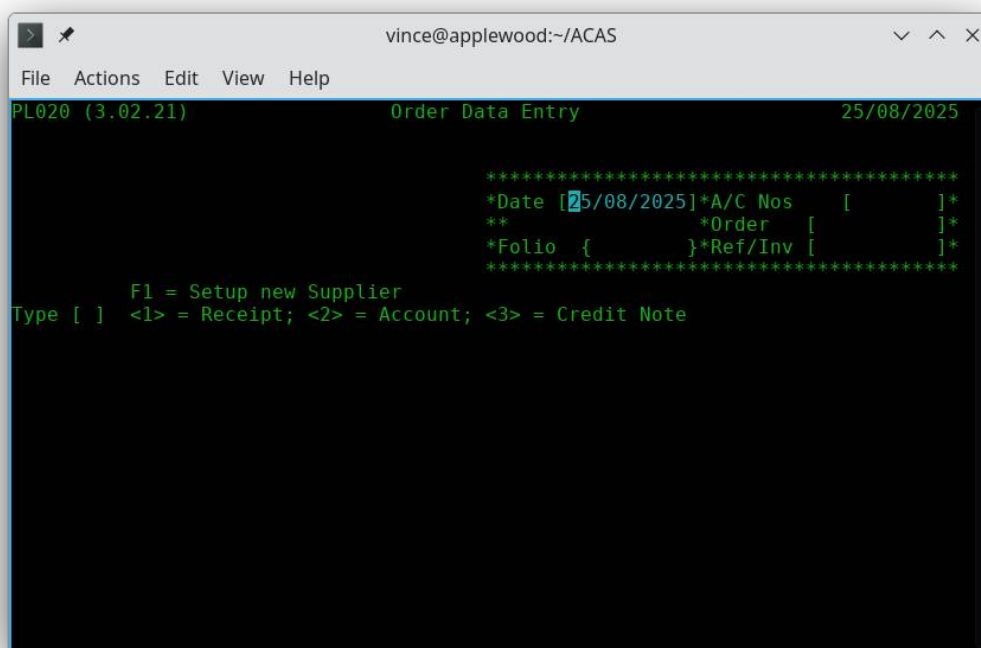 vince@applewood:~/ACAS
File Actions Edit View Help
PL020 (3.02.21) Order Data Entry 25/08/2025
****************************************
*Date [25/08/2025]*A/C Nos [ ]*
** *Order [ ]*
*Folio { }*Ref/Inv [ ]*
****************************************
F1 = Setup new Supplier
Type [ ] <1> = Receipt; <2> = Account; <3> = Credit Note